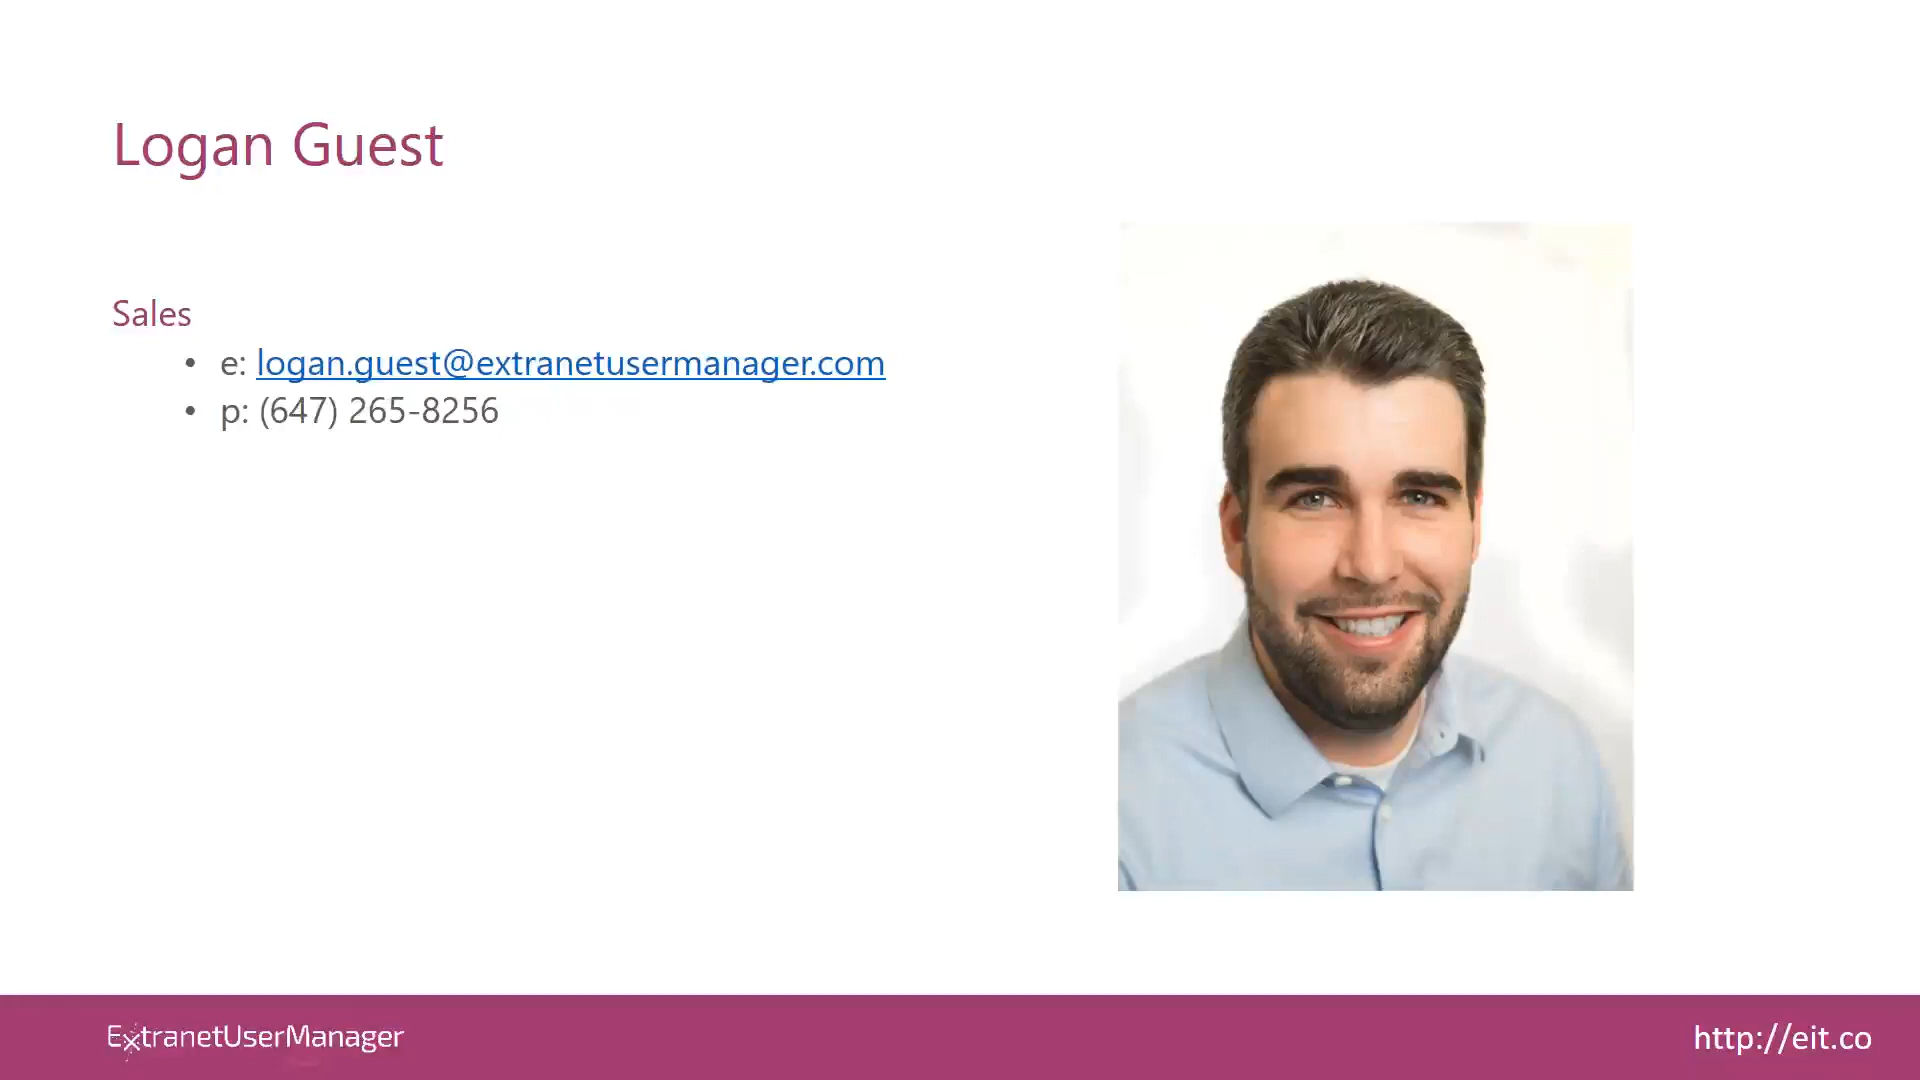 Logan Guest
Sales
• e: logan.guest@extranetusermanager.com
• p: (647) 265-8256
ExtranetUserManager
http://eit.co